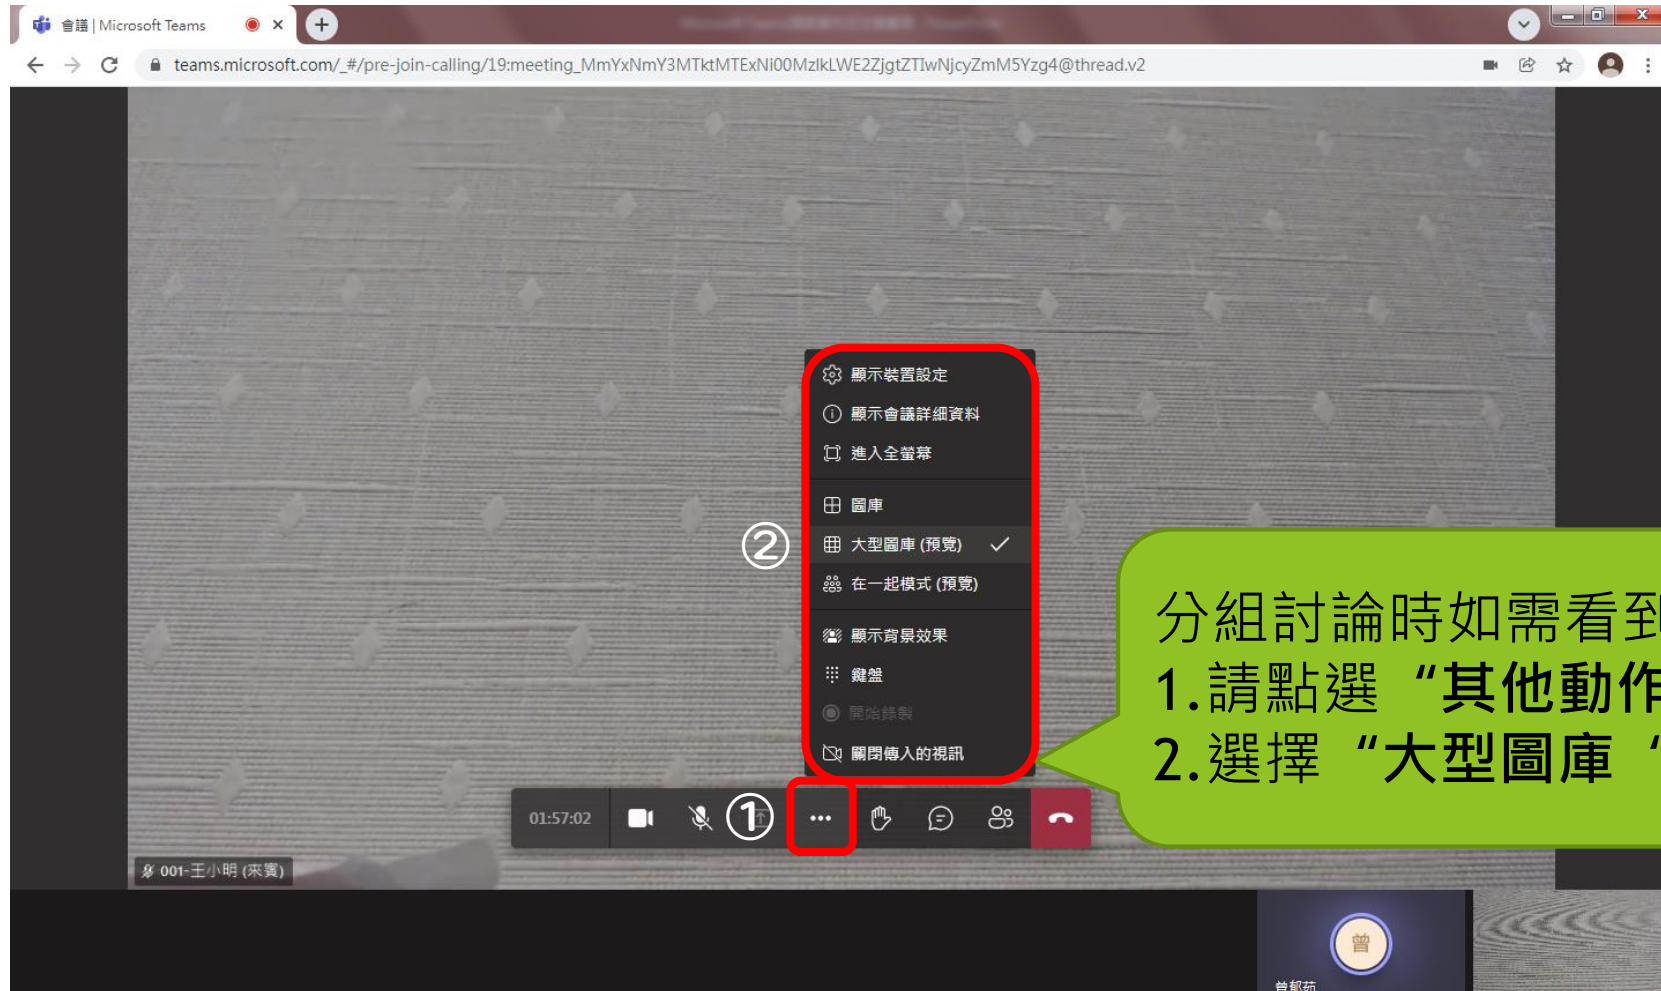 會議 | Microsoft Teams
teams.microsoft.com/_#/pre-join-calling/19:meeting_MmYxNmY3MTktMTExNi00MzlkLWE2ZjgtZTIwNjcyZmM5Yzg4@thread.v2
顯示裝置設定
顯示會議詳細資料
進入全螢幕
圖庫
② 大型圖庫 (預覽)
在一起模式 (預覽)
顯示背景效果
鍵盤
開始錄製
關閉傳入的視訊
分組討論時如需看到
1.請點選 “其他動作
2.選擇 “大型圖庫 “
01:57:02 ①
001-王小明 (來賓)
曾
曾郁茹